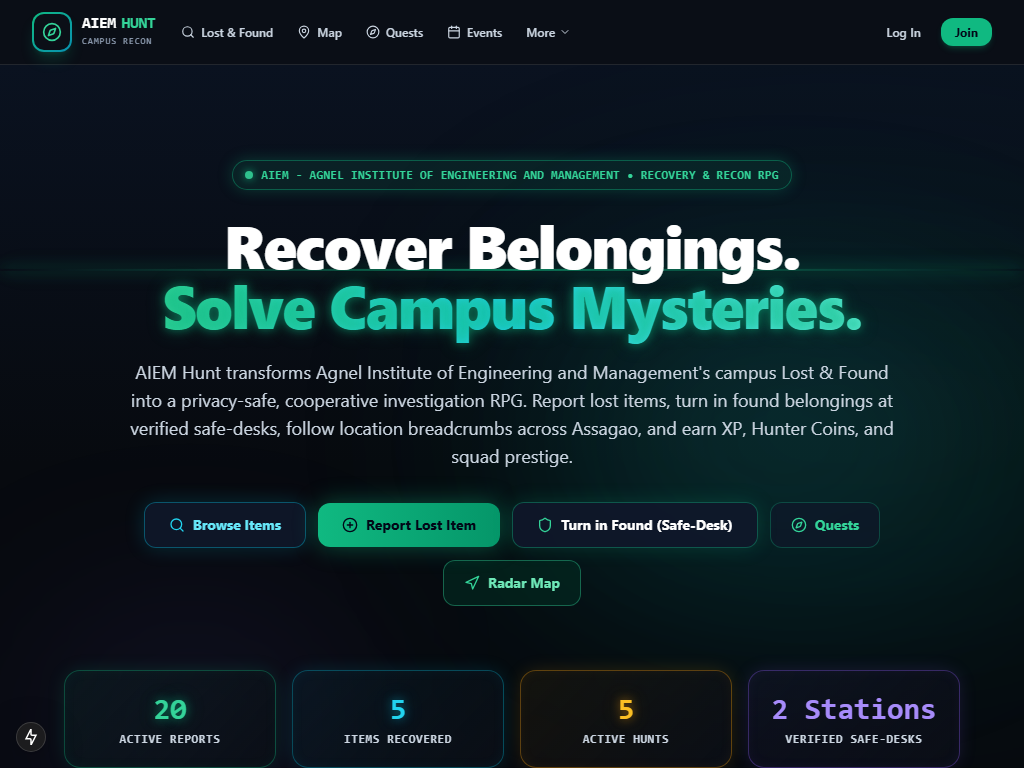 AIEM HUNT
CAMPUS RECON
Lost & Found
Map
Quests
Events
More
Log In
Join
AIEM - AGNEL INSTITUTE OF ENGINEERING AND MANAGEMENT • RECOVERY & RECON RPG
Recover Belongings.
Solve Campus Mysteries.
AIEM Hunt transforms Agnel Institute of Engineering and Management's campus Lost & Found
into a privacy-safe, cooperative investigation RPG. Report lost items, turn in found belongings at
verified safe-desks, follow location breadcrumbs across Assagao, and earn XP, Hunter Coins, and
squad prestige.
Browse Items
Report Lost Item
Turn in Found (Safe-Desk)
Quests
Radar Map
20
ACTIVE REPORTS
5
ITEMS RECOVERED
5
ACTIVE HUNTS
2 Stations
VERIFIED SAFE-DESKS